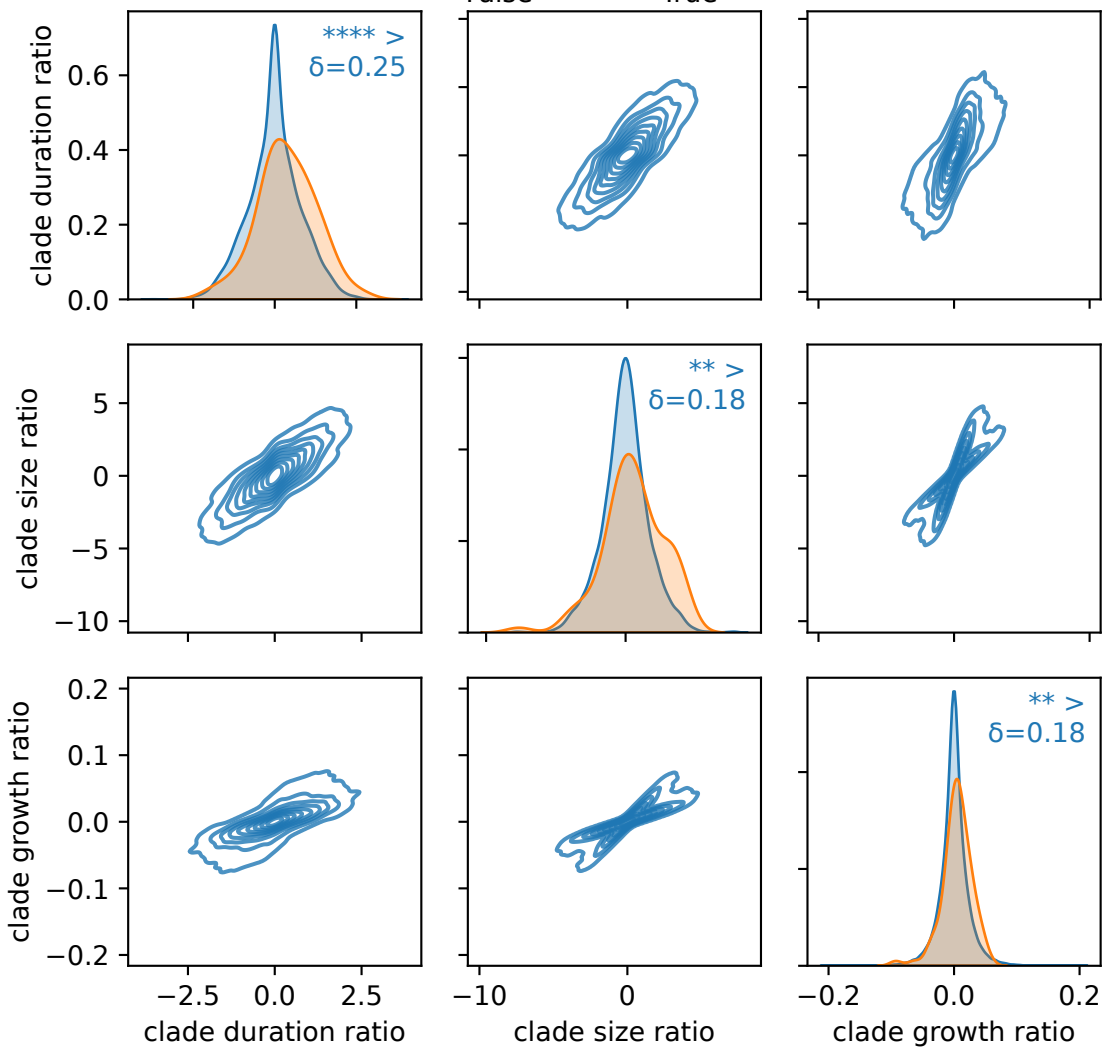 clade duration ratio
0.6
0.4
0.2
0.0
**** >
δ=0.25
clade size ratio
5
0
−5
−10
** >
δ=0.18
clade growth ratio
0.2
0.1
0.0
−0.1
−0.2
** >
δ=0.18
−2.5 0.0 2.5
−10 0
−0.2 0.0 0.2
clade duration ratio
clade size ratio
clade growth ratio